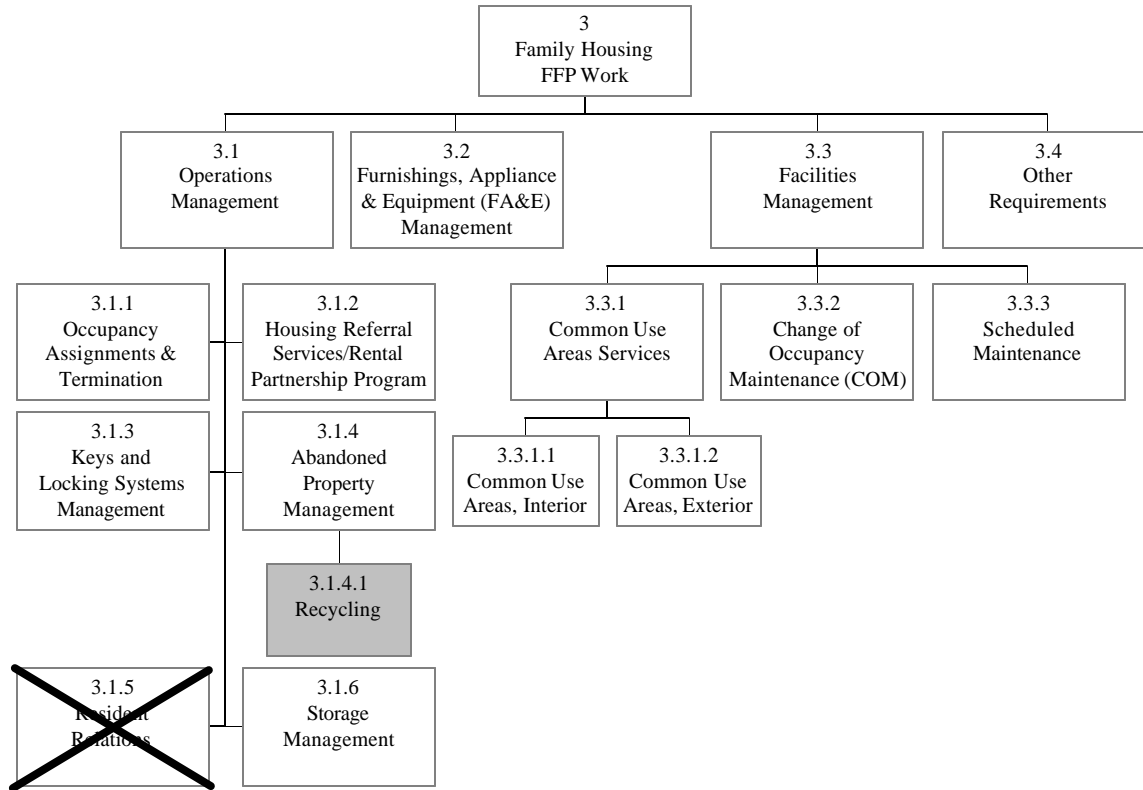 3
Family Housing
FFP Work
3.1
Operations
Management
3.2
Furnishings, Appliance
& Equipment (FA&E)
Management
3.3
Facilities
Management
3.4
Other
Requirements
3.1.1
Occupancy
Assignments &
Termination
3.1.2
Housing Referral
Services/Rental
Partnership Program
3.3.1
Common Use
Areas Services
3.3.2
Change of
Occupancy
Maintenance (COM)
3.3.3
Scheduled
Maintenance
3.1.3
Keys and
Locking Systems
Management
3.1.4
Abandoned
Property
Management
3.3.1.1
Common Use
Areas, Interior
3.3.1.2
Common Use
Areas, Exterior
3.1.4.1
Recycling
3.1.5
Resident
Relations
3.1.6
Storage
Management